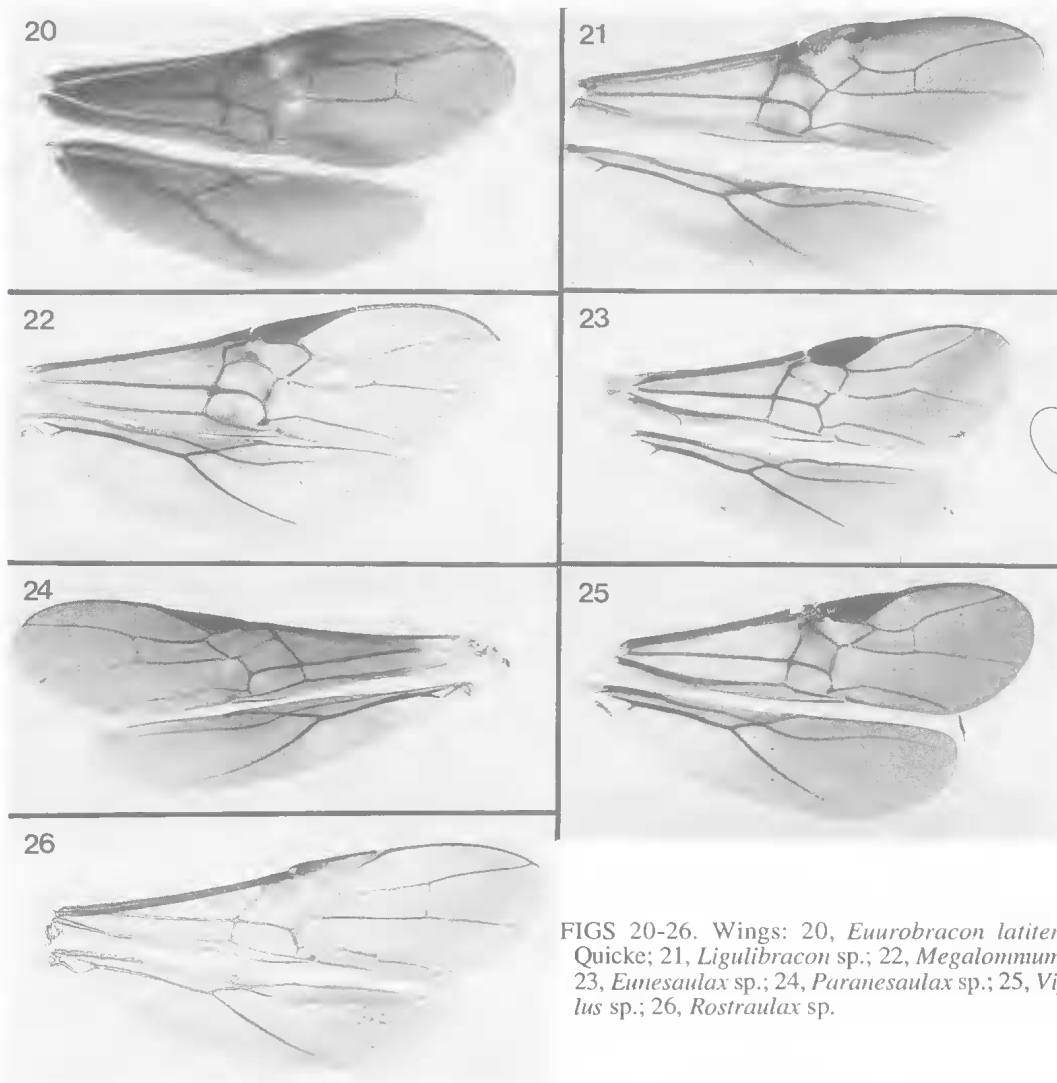 20
21
22
23
24
25
26
FIGS 20-26. Wings: 20, Euurobracon
Quicke; 21, Ligulibracon sp.; 22, Megalommum
23, Eunesaulax sp.; 24, Paranesaulax sp.; 25,
lus sp.; 26, Rostraulax sp.